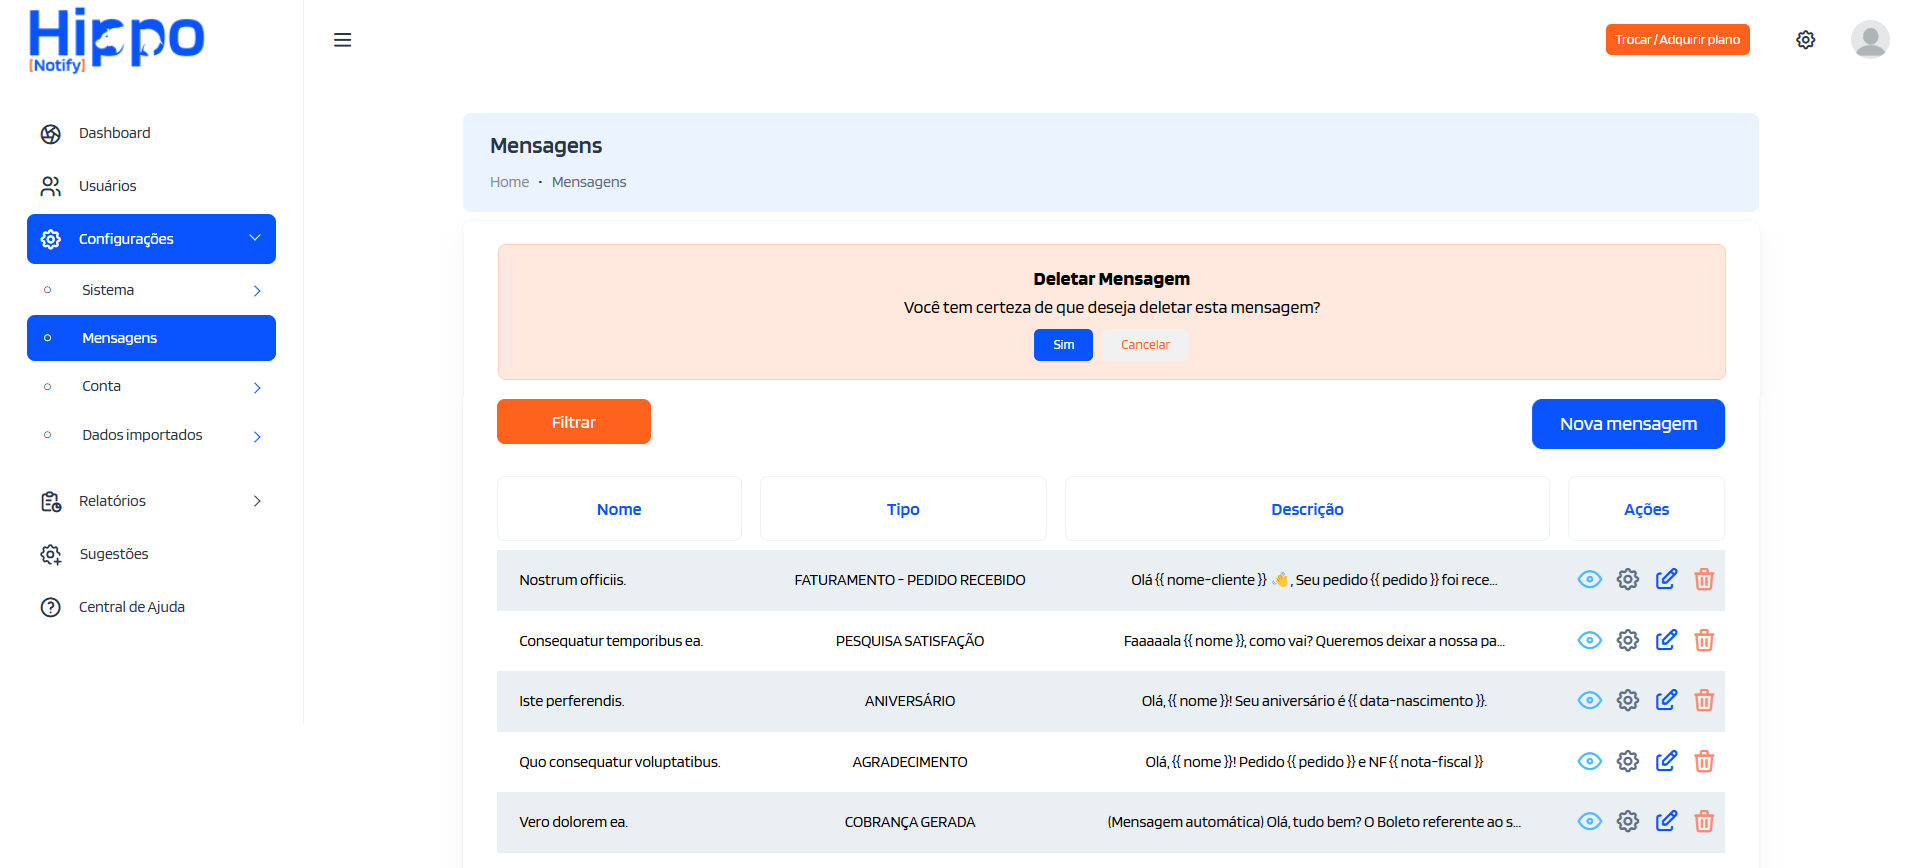 Hippo
[Notify]
Trocar / Adquirir plano
Dashboard
Usuários
Configurações
Sistema
Mensagens
Conta
Dados importados
Relatórios
Sugestões
Central de Ajuda
Mensagens
Home • Mensagens
Deletar Mensagem
Você tem certeza de que deseja deletar esta mensagem?
Sim Cancelar
Filtrar Nova mensagem
Nome Tipo Descrição Ações
Nostrum officiis. FATURAMENTO - PEDIDO RECEBIDO Olá {{ nome-cliente }} 👋, Seu pedido {{ pedido }} foi rece...
Consequatur temporibus ea. PESQUISA SATISFAÇÃO Faaaaala {{ nome }}, como vai? Queremos deixar a nossa pa...
Iste perferendis. ANIVERSÁRIO Olá, {{ nome }}! Seu aniversário é {{ data-nascimento }}.
Quo consequatur voluptatibus. AGRADECIMENTO Olá, {{ nome }}! Pedido {{ pedido }} e NF {{ nota-fiscal }}
Vero dolorem ea. COBRANÇA GERADA (Mensagem automática) Olá, tudo bem? O Boleto referente ao s...